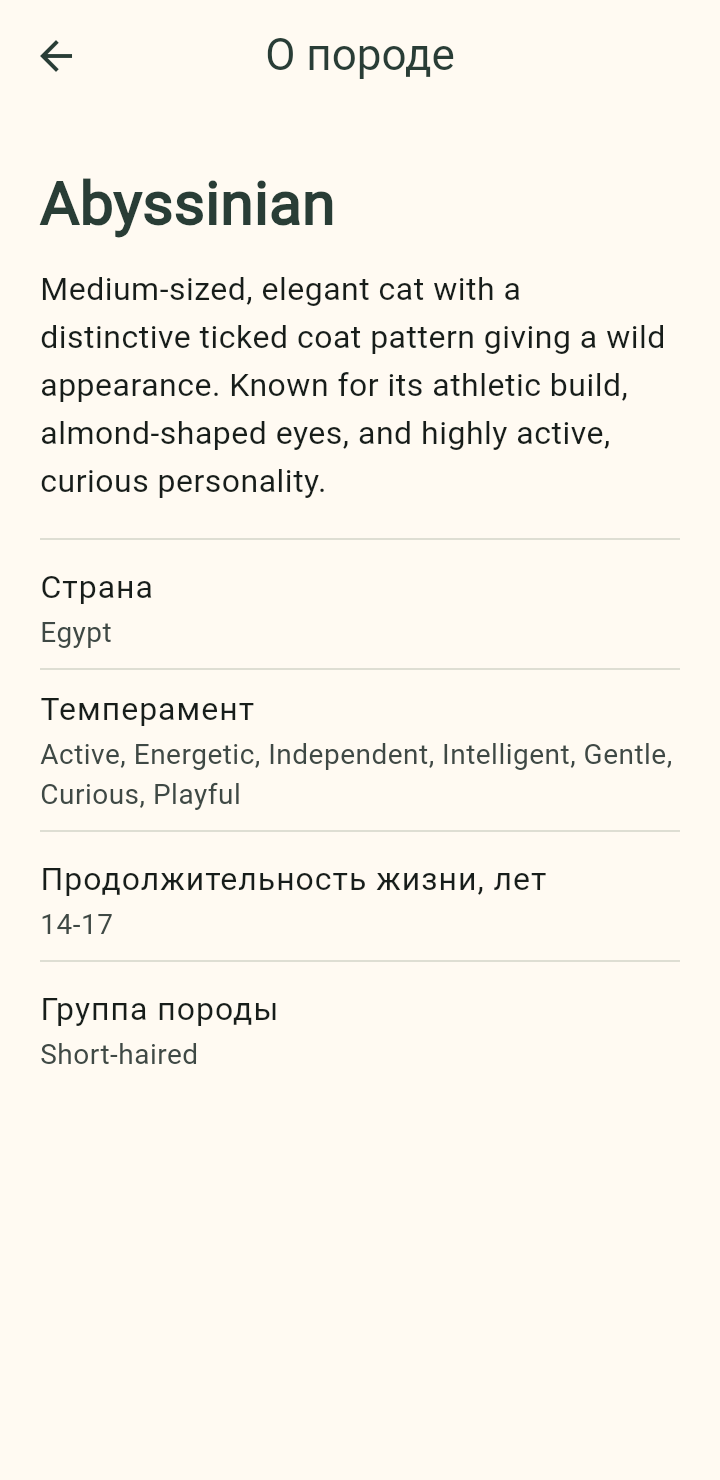 О породе
Abyssinian
Medium-sized, elegant cat with a
distinctive ticked coat pattern giving a wild
appearance. Known for its athletic build,
almond-shaped eyes, and highly active,
curious personality.
Страна
Egypt
Темперамент
Active, Energetic, Independent, Intelligent, Gentle,
Curious, Playful
Продолжительность жизни, лет
14-17
Группа породы
Short-haired